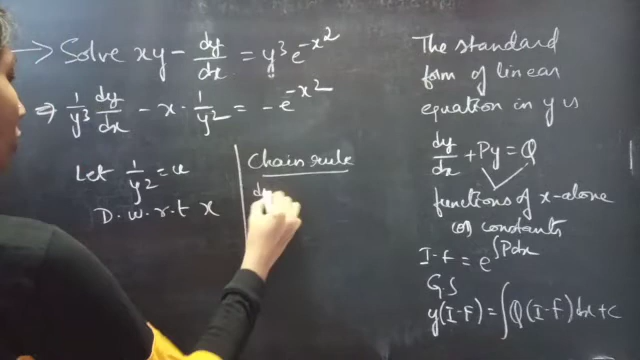 → Solve xy - dy/dx = y³ e^{-x²}
⇒ 1/y³ dy/dx - x · 1/y² = - e^{-x²}
Let 1/y² = u
D. w. r. t x
Chain rule
dy
The standard
form of linear
equation in y is
dy/dx + Py = Q
functions of x-alone
(or) constants
I.F = e^{∫Pdx}
G.S
y(I-F) = ∫Q(I-F)dx+c